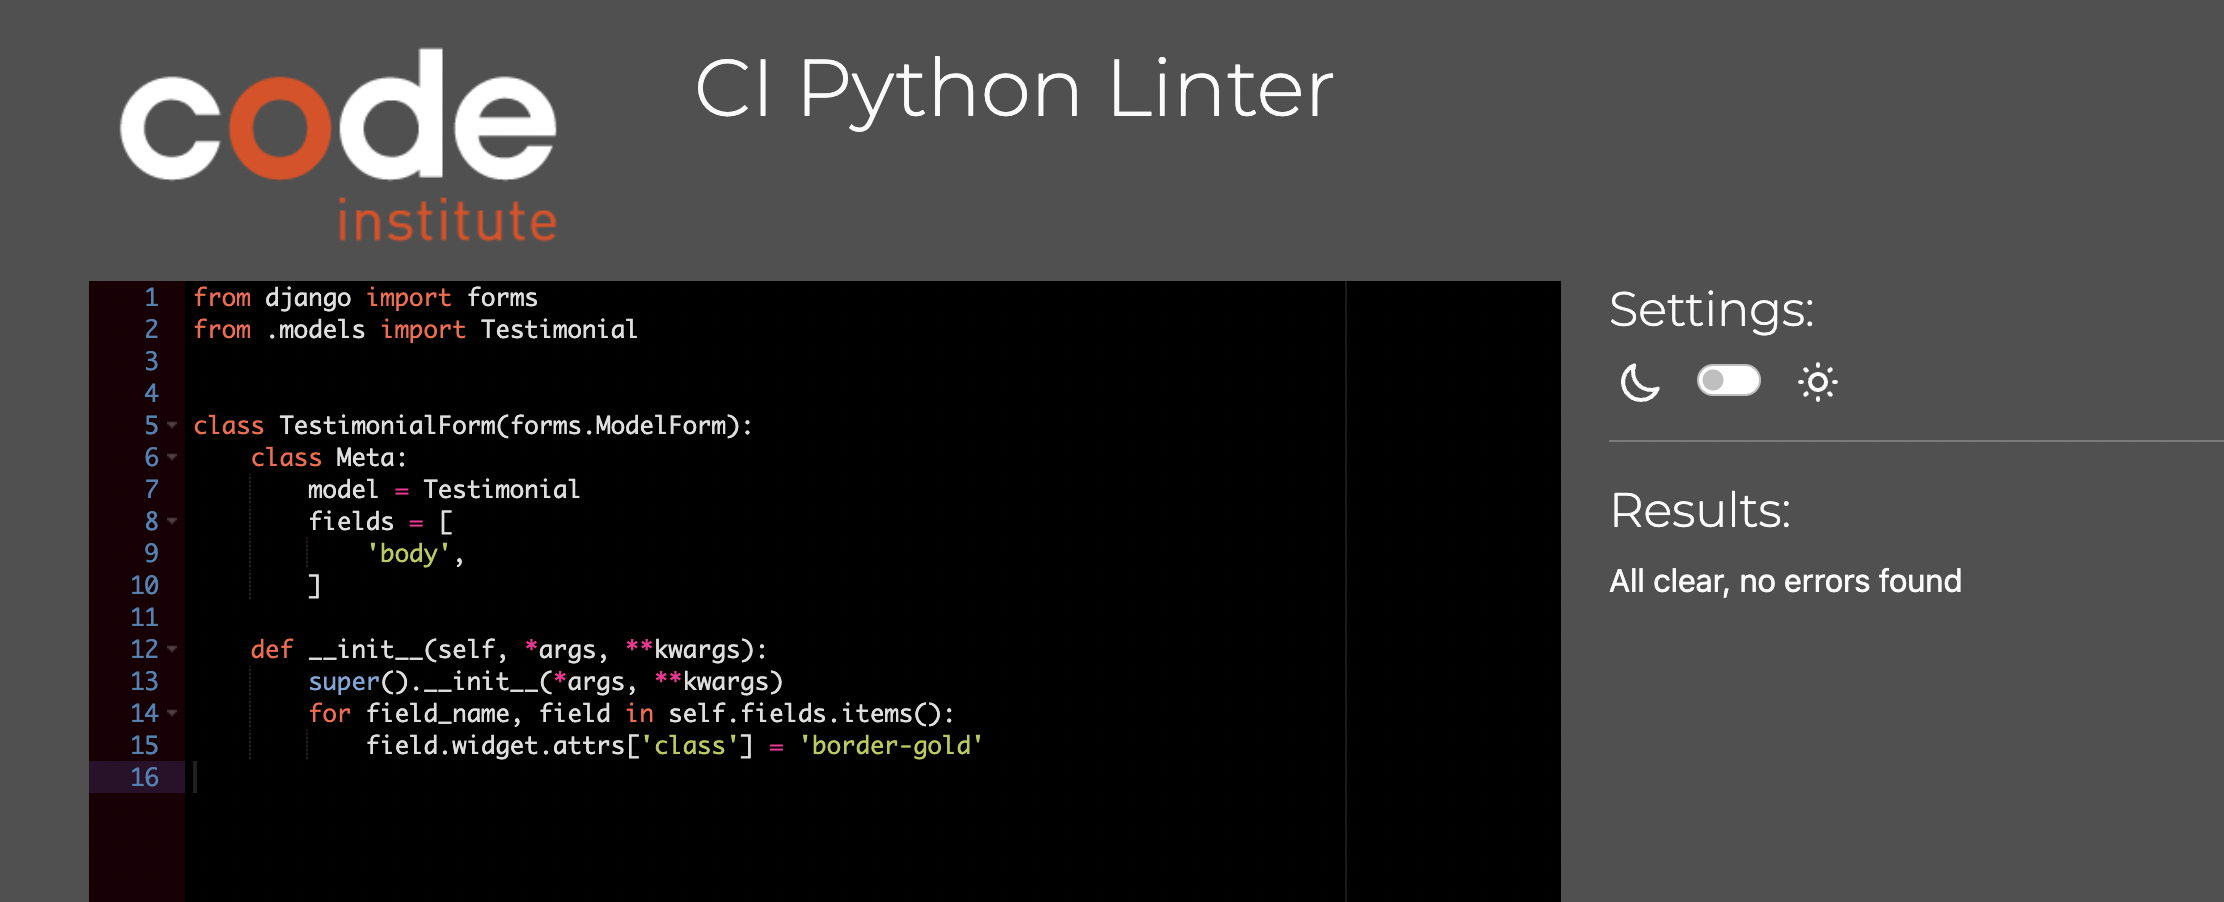 code
institute
CI Python Linter
1 from django import forms
2 from .models import Testimonial
3
4
5 class TestimonialForm(forms.ModelForm):
6     class Meta:
7         model = Testimonial
8         fields = [
9             'body',
10         ]
11
12     def __init__(self, *args, **kwargs):
13         super().__init__(*args, **kwargs)
14         for field_name, field in self.fields.items():
15             field.widget.attrs['class'] = 'border-gold'
16
Settings:
Results:
All clear, no errors found